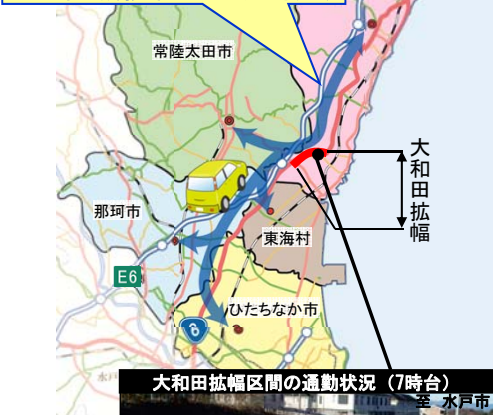 常陸太田市
大和田拡幅
那珂市
東海村
E6
ひたちなか市
6
大和田拡幅区間の通勤状況（7時台）
至 水戸市